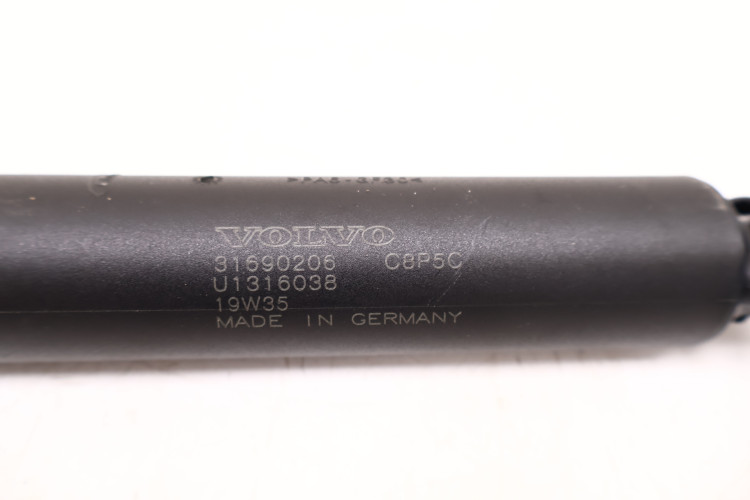 VOLVO
31690206 C8P5C
U1316038
19W35
MADE IN GERMANY